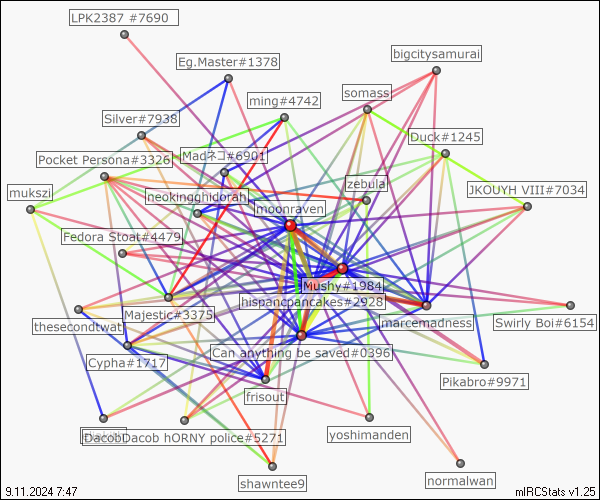 LPK2387 #7690
bigcitysamurai
Eg.Master#1378
ming#4742
somass
Silver#7938
Duck#1245
Pocket Persona#3326
Madネコ#6901
mukszi
neokingghidorah
zebula
JKOUYH VIII#7034
moonraven
Fedora Stoat#4479
Mushy#1984
hispancpancakes#2928
thesecondtwat
Majestic#3375
marcemadness
Swirly Boi#6154
Cypha#1717
Can anything be saved#0396
Pikabro#9971
frisout
DacobDacob hORNY police#5271
yoshimanden
shawntee9
normalwan
9.11.2024 7:47
mIRCStats v1.25